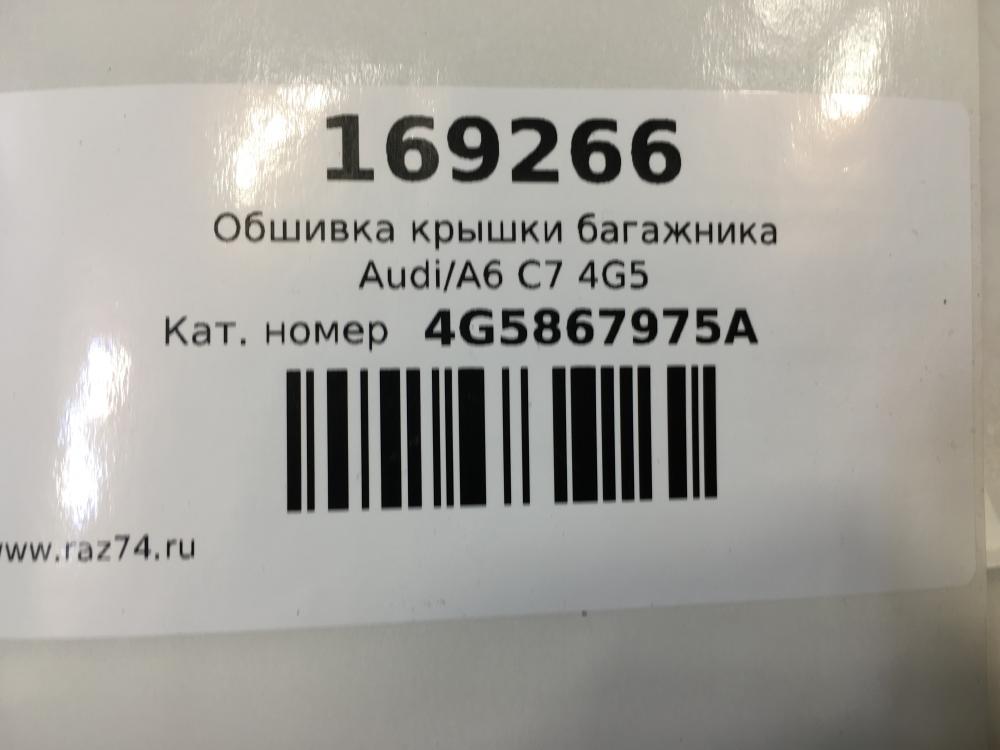 169266
Обшивка крышки багажника
Audi/A6 C7 4G5
Кат. номер 4G5867975A
www.raz74.ru